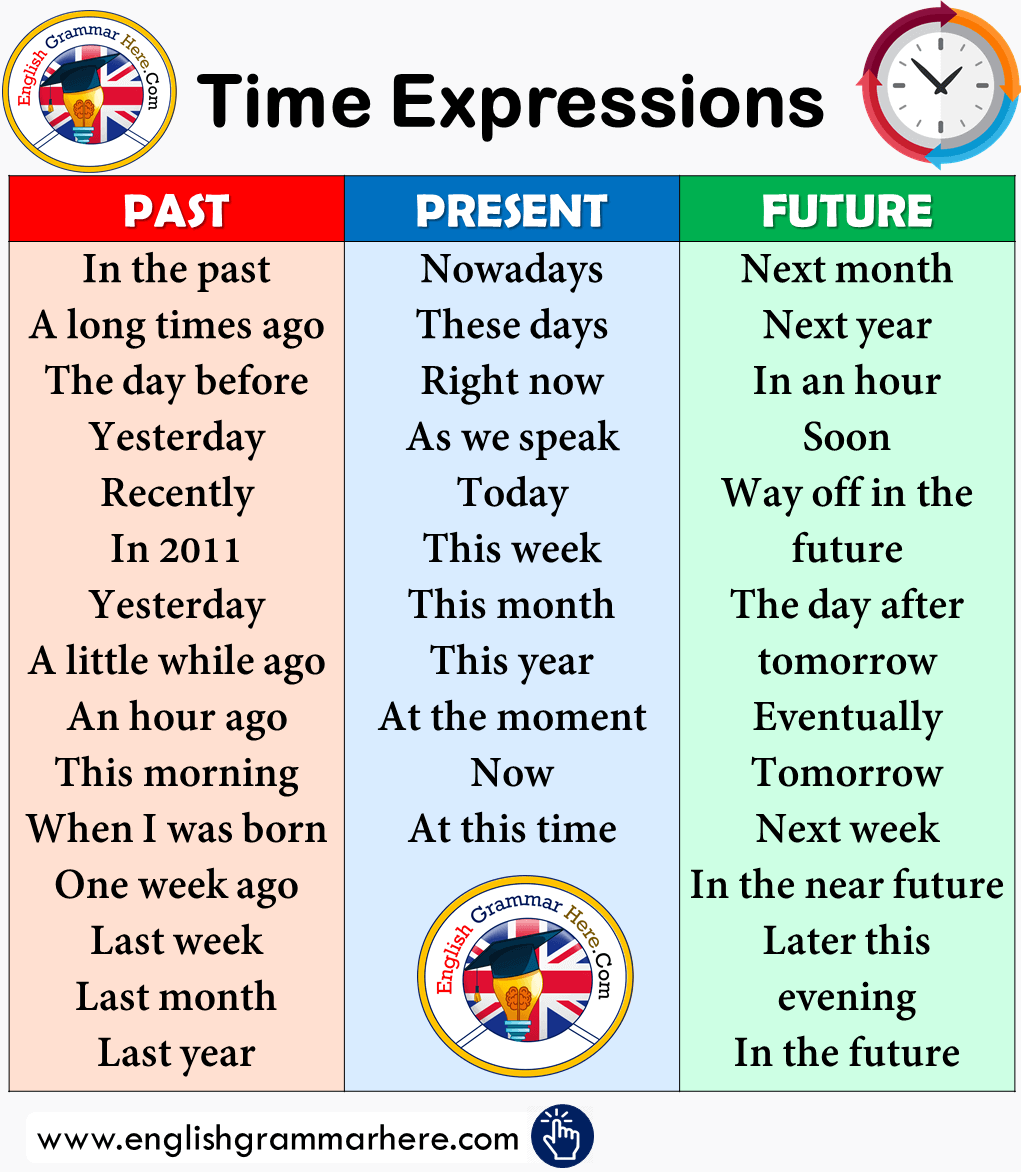 English Grammar Here.Com
Time Expressions
PAST
In the past
A long times ago
The day before
Yesterday
Recently
In 2011
Yesterday
A little while ago
An hour ago
This morning
When I was born
One week ago
Last week
Last month
Last year
PRESENT
Nowadays
These days
Right now
As we speak
Today
This week
This month
This year
At the moment
Now
At this time
English Grammar Here.Com
FUTURE
Next month
Next year
In an hour
Soon
Way off in the
future
The day after
tomorrow
Eventually
Tomorrow
Next week
In the near future
Later this
evening
In the future
www.englishgrammarhere.com